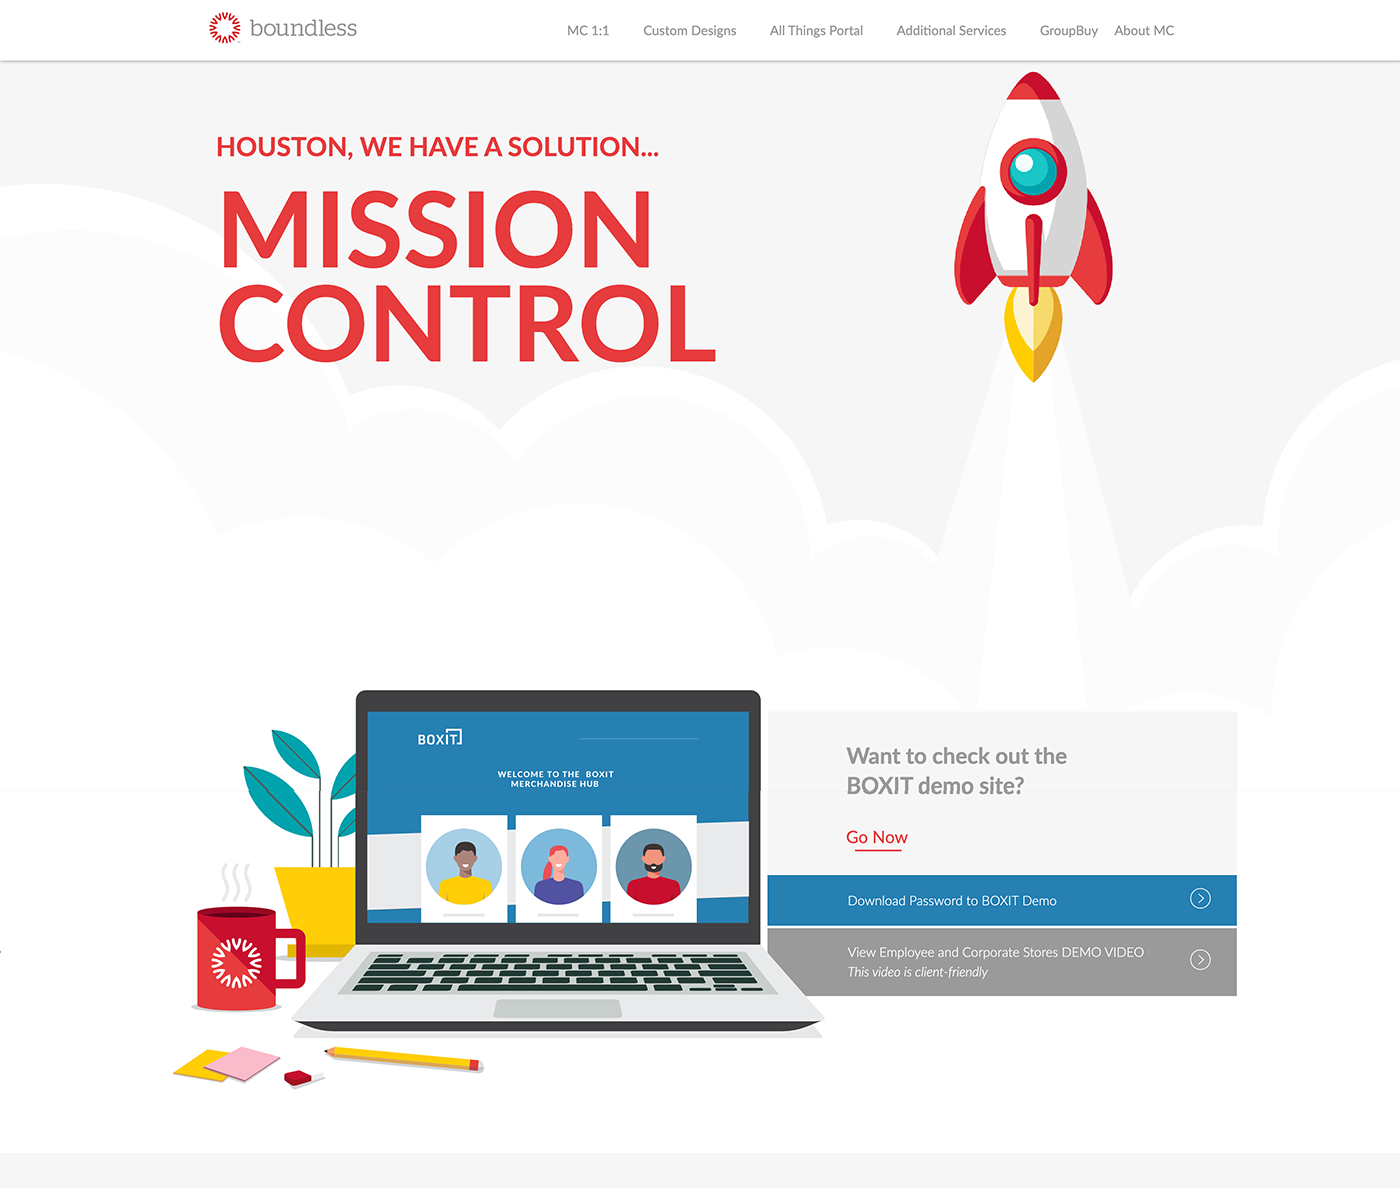 boundless
MC 1:1 Custom Designs All Things Portal Additional Services GroupBuy About MC
HOUSTON, WE HAVE A SOLUTION...
MISSION
CONTROL
BOXIT
WELCOME TO THE BOXIT
MERCHANDISE HUB
Want to check out the
BOXIT demo site?
Go Now
Download Password to BOXIT Demo
View Employee and Corporate Stores DEMO VIDEO
This video is client-friendly